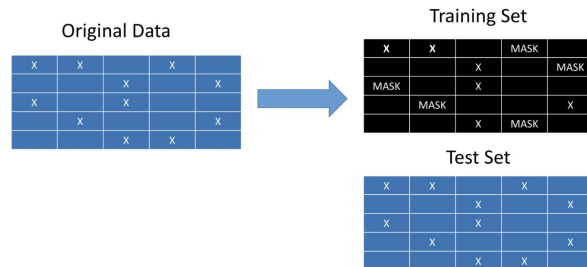 Original Data
X X X
X X
X X
X X
X X
Training Set
X X MASK
X MASK
MASK X
MASK X
X MASK
Test Set
X X X
X X
X X
X X
X X